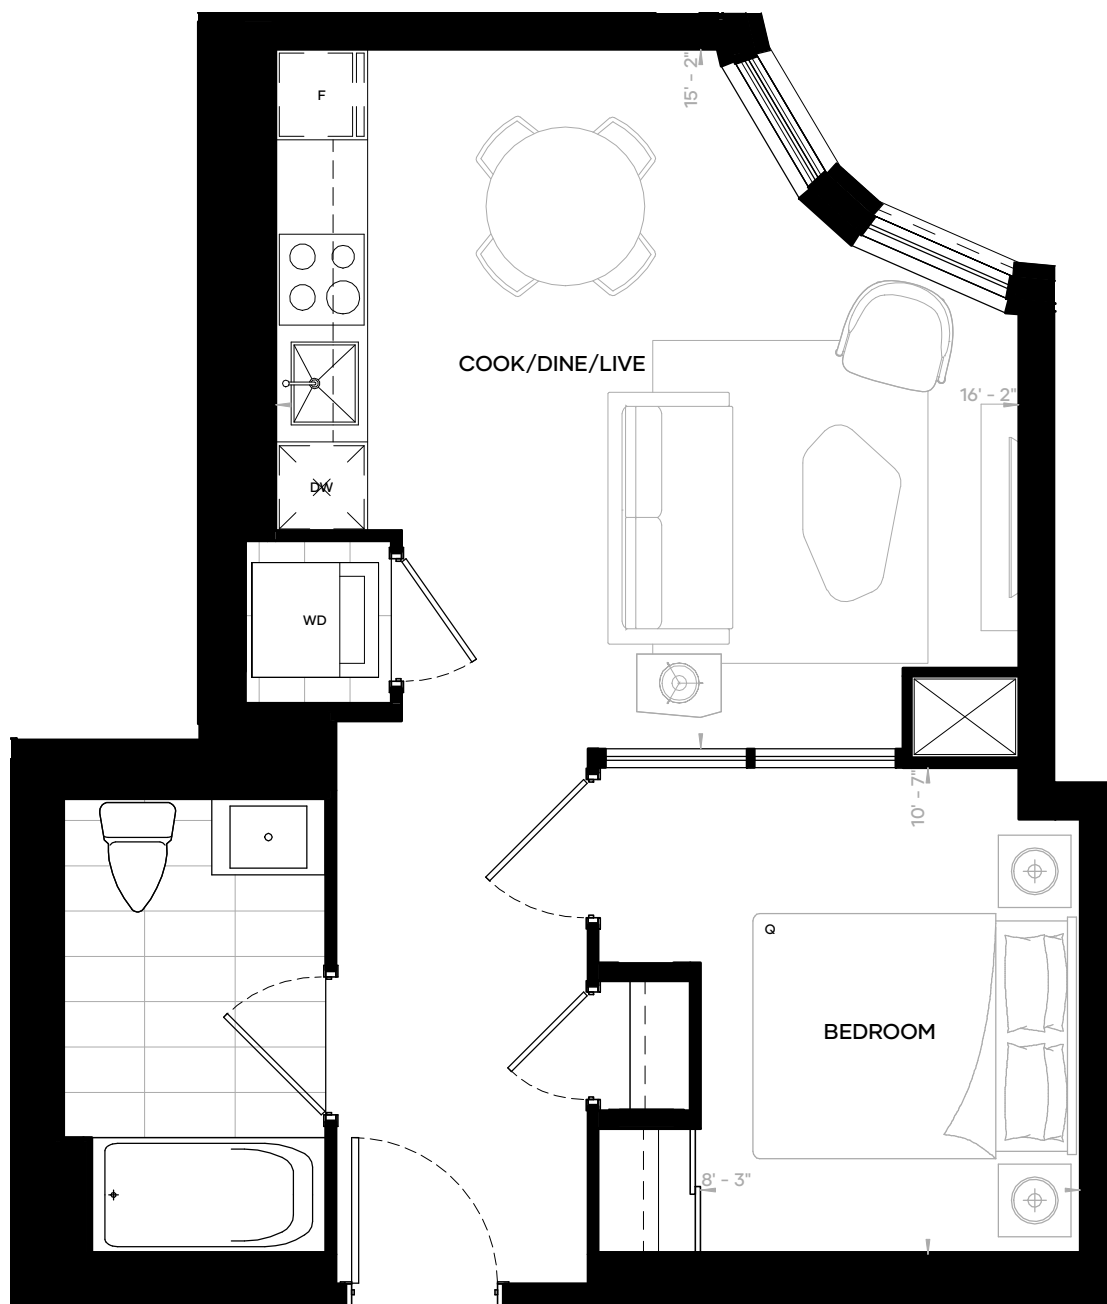 15' - 2"
F
COOK/DINE/LIVE
16' - 2"
DW
WD
10' - 7"
Q
BEDROOM
8' - 3"